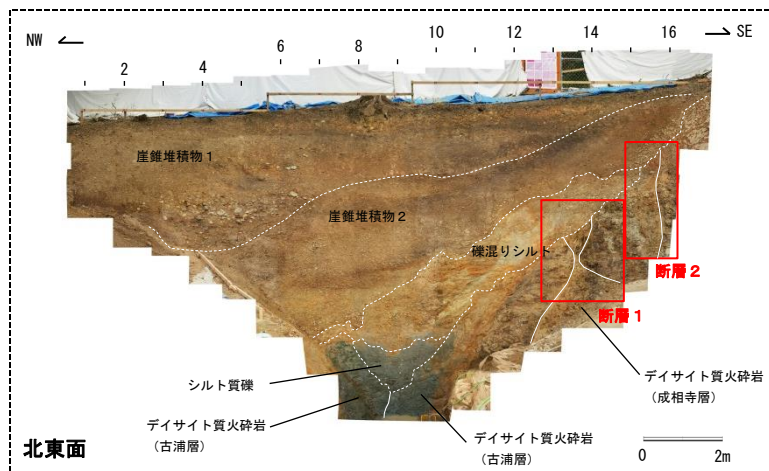 NW
2 4 6 8 10 12 14 16
SE
崖錐堆積物1
崖錐堆積物2
礫混りシルト
断層2
断層1
シルト質礫
デイサイト質火砕岩
(古浦層)
デイサイト質火砕岩
(古浦層)
デイサイト質火砕岩
(成相寺層)
北東面
0 2m